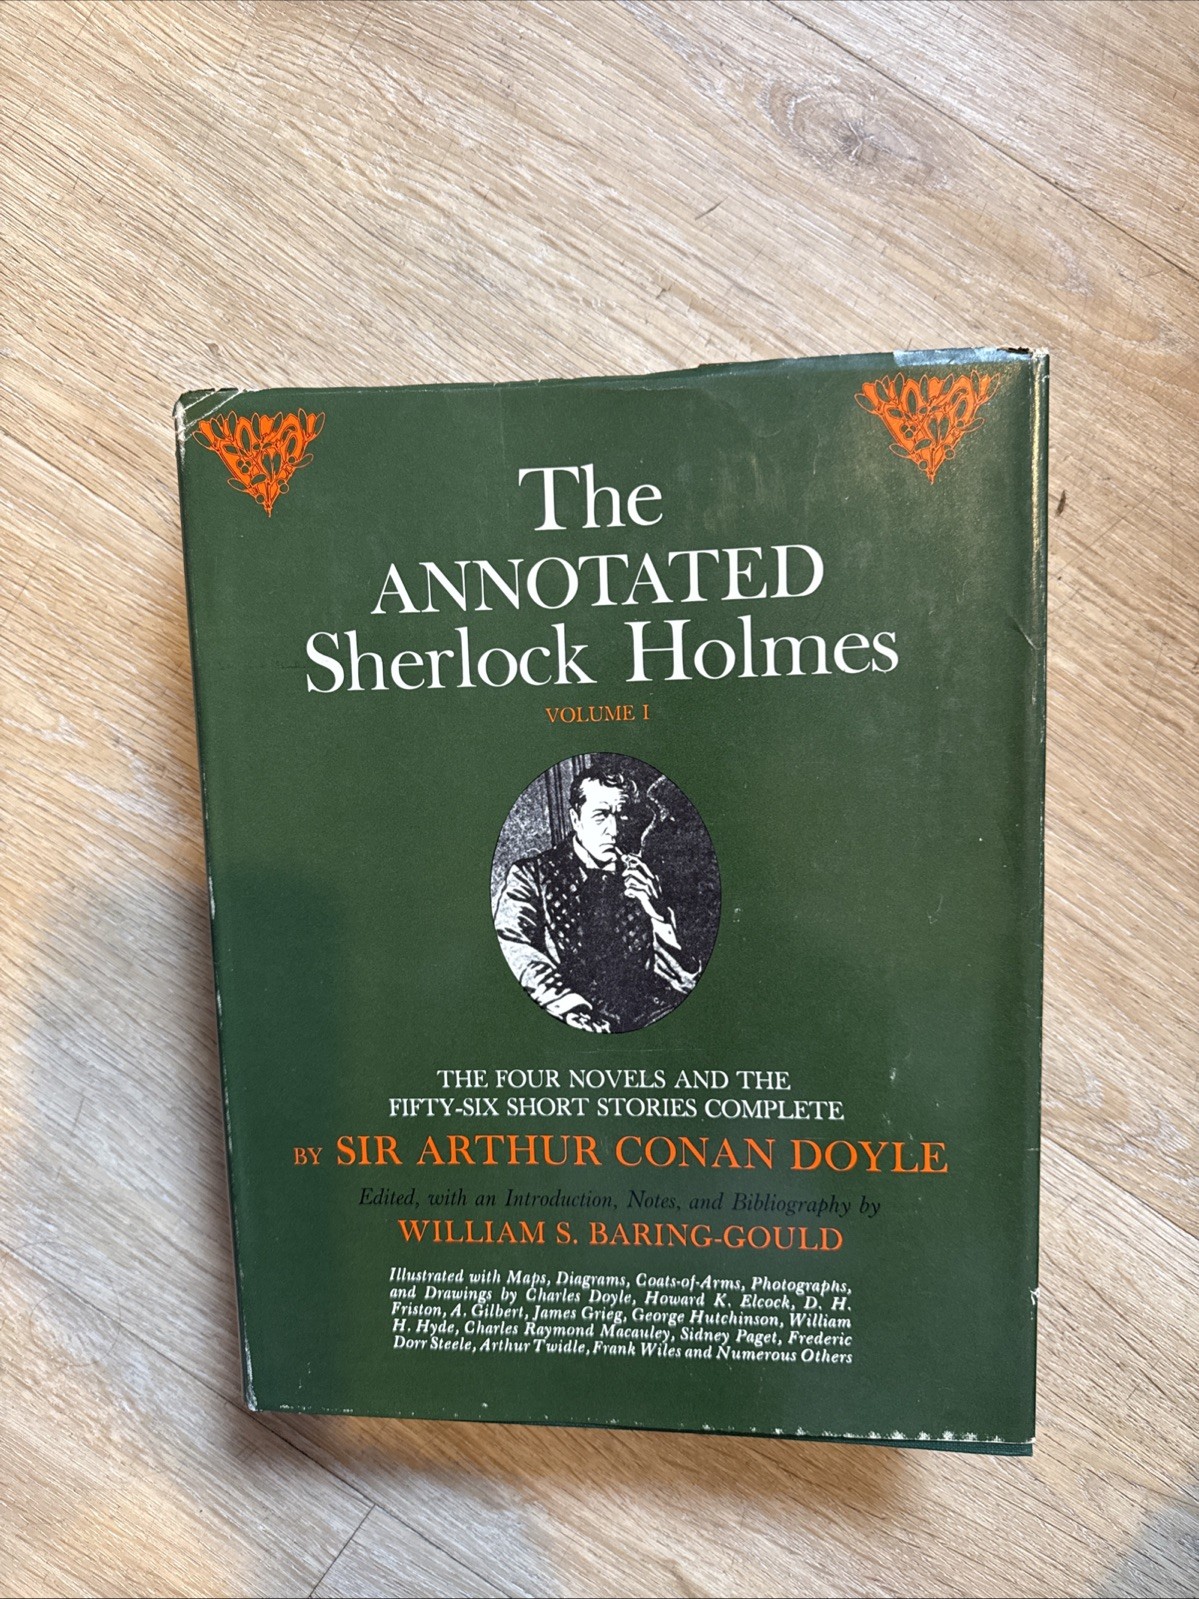 The
ANNOTATED
Sherlock Holmes
VOLUME I
THE FOUR NOVELS AND THE
FIFTY-SIX SHORT STORIES COMPLETE
BY SIR ARTHUR CONAN DOYLE
Edited, with an Introduction, Notes, and Bibliography by
WILLIAM S. BARING-GOULD
Illustrated with Maps, Diagrams, Coats-of-Arms, Photographs,
and Drawings by Charles Doyle, Howard K. Elcock, D. H.
Friston, A. Gilbert, James Grieg, George Hutchinson, William
H. Hyde, Charles Raymond Macauley, Sidney Paget, Frederic
Dorr Steele, Arthur Twidle, Frank Wiles and Numerous Others